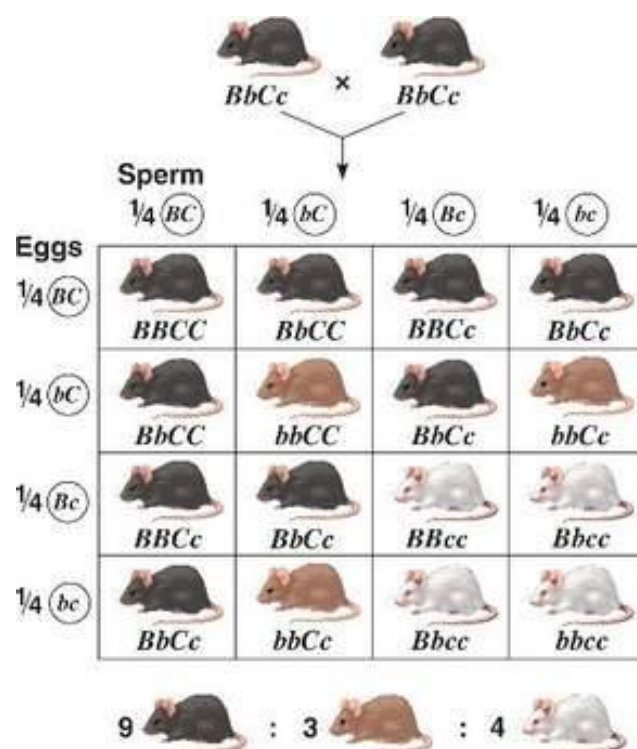 BbCc × BbCc
Sperm
1/4 BC 1/4 bC 1/4 Bc 1/4 bc
Eggs
1/4 BC
BBCC BbCC BBCc BbCc
1/4 bC
BbCC bbCC BbCc bbCc
1/4 Bc
BBCc BbCc BBcc Bbcc
1/4 bc
BbCc bbCc Bbcc bbcc
9 : 3 : 4